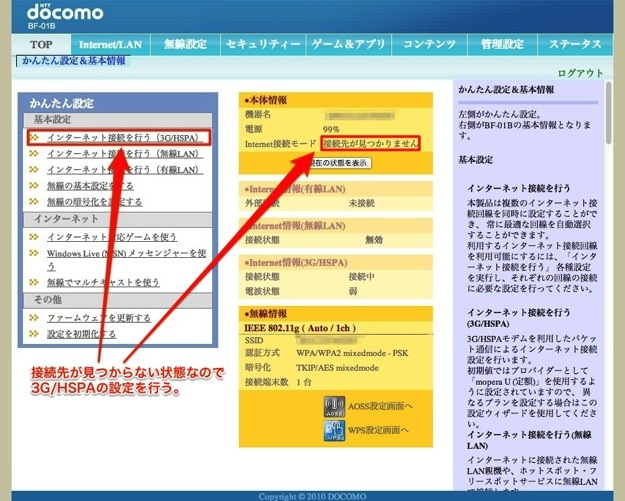 NTT
docomo
BF-01B
TOP
Internet/LAN
無線設定
セキュリティー
ゲーム＆アプリ
コンテンツ
管理設定
ステータス
かんたん設定＆基本情報
ログアウト
かんたん設定
基本設定
インターネット接続を行う（3G/HSPA）
インターネット接続を行う（無線LAN）
インターネット接続を行う（有線LAN）
無線の基本設定をする
無線の暗号化を設定する
インターネット
インターネット対応ゲームを使う
Windows Live (MSN) メッセンジャーを使
う
無線でマルチキャストを使う
その他
ファームウェアを更新する
設定を初期化する
接続先が見つからない状態なので
3G/HSPAの設定を行う。
■本体情報
機器名
電源 99%
Internet接続モード 接続先が見つかりません
現在の状態を表示
■Internet情報(有線LAN)
外部接続 未接続
Internet情報(無線LAN)
接続状態 無効
■Internet情報(3G/HSPA)
接続状態 接続中
電波状態 弱
■無線情報
IEEE 802.11g ( Auto / 1ch )
SSID
認証方式 WPA/WPA2 mixedmode - PSK
暗号化 TKIP/AES mixedmode
接続端末数 1 台
AOSS
AOSS設定画面へ
WPS
WPS設定画面へ
かんたん設定＆基本情報
左側がかんたん設定。
右側がBF-01Bの基本情報となりま
す。
基本設定
インターネット接続を行う
本製品は複数のインターネット接
続回線を同時に設定することがで
き、 常に最適な回線を自動選択
することができます。
利用するインターネット接続回線
を利用可能にするには、「インタ
ーネット接続を行う」 各種設定
を実行し、それぞれの回線の接続
に必要な設定を行ってください。
インターネット接続を行う
(3G/HSPA)
3G/HSPAモデムを利用したパケッ
ト通信によるインターネット接続
設定を行います。
初期値ではプロバイダーとして
「mopera U (定額)」を使用するよう
に設定されていますので、 異
なるプランを設定する場合はこの
設定ウィザードを使用してくださ
い。
インターネット接続を行う(無線
LAN)
インターネットに接続された無線
LAN親機や、ホットスポット・フ
リースポットサービスに無線LAN
で接続します。
Copyright © 2010 DOCOMO